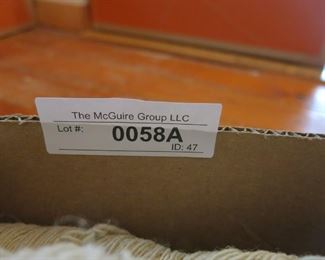 The McGuire Group LLC
Lot #: 0058A
ID: 47